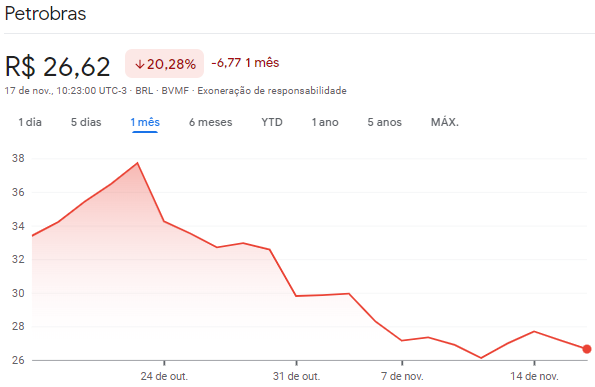 Petrobras
R$ 26,62 ↓20,28% -6,77 1 mês
17 de nov., 10:23:00 UTC-3 · BRL · BVMF · Exoneração de responsabilidade
1 dia 5 dias 1 mês 6 meses YTD 1 ano 5 anos MÁX.
38
36
34
32
30
28
26
24 de out. 31 de out. 7 de nov. 14 de nov.